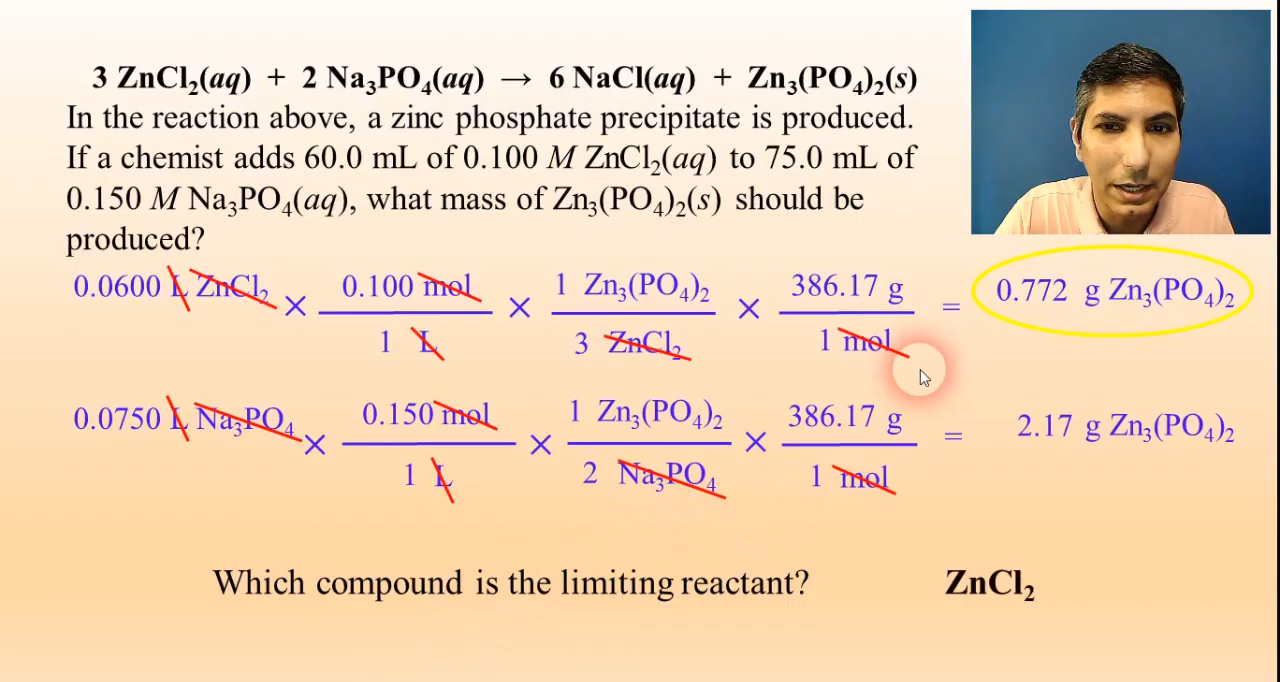 3 ZnCl₂(aq) + 2 Na₃PO₄(aq) → 6 NaCl(aq) + Zn₃(PO₄)₂(s)
In the reaction above, a zinc phosphate precipitate is produced.
If a chemist adds 60.0 mL of 0.100 M ZnCl₂(aq) to 75.0 mL of
0.150 M Na₃PO₄(aq), what mass of Zn₃(PO₄)₂(s) should be
produced?
0.0600 L ZnCl₂ × 0.100 mol / 1 L × 1 Zn₃(PO₄)₂ / 3 ZnCl₂ × 386.17 g / 1 mol = 0.772 g Zn₃(PO₄)₂
0.0750 L Na₃PO₄ × 0.150 mol / 1 L × 1 Zn₃(PO₄)₂ / 2 Na₃PO₄ × 386.17 g / 1 mol = 2.17 g Zn₃(PO₄)₂
Which compound is the limiting reactant? ZnCl₂